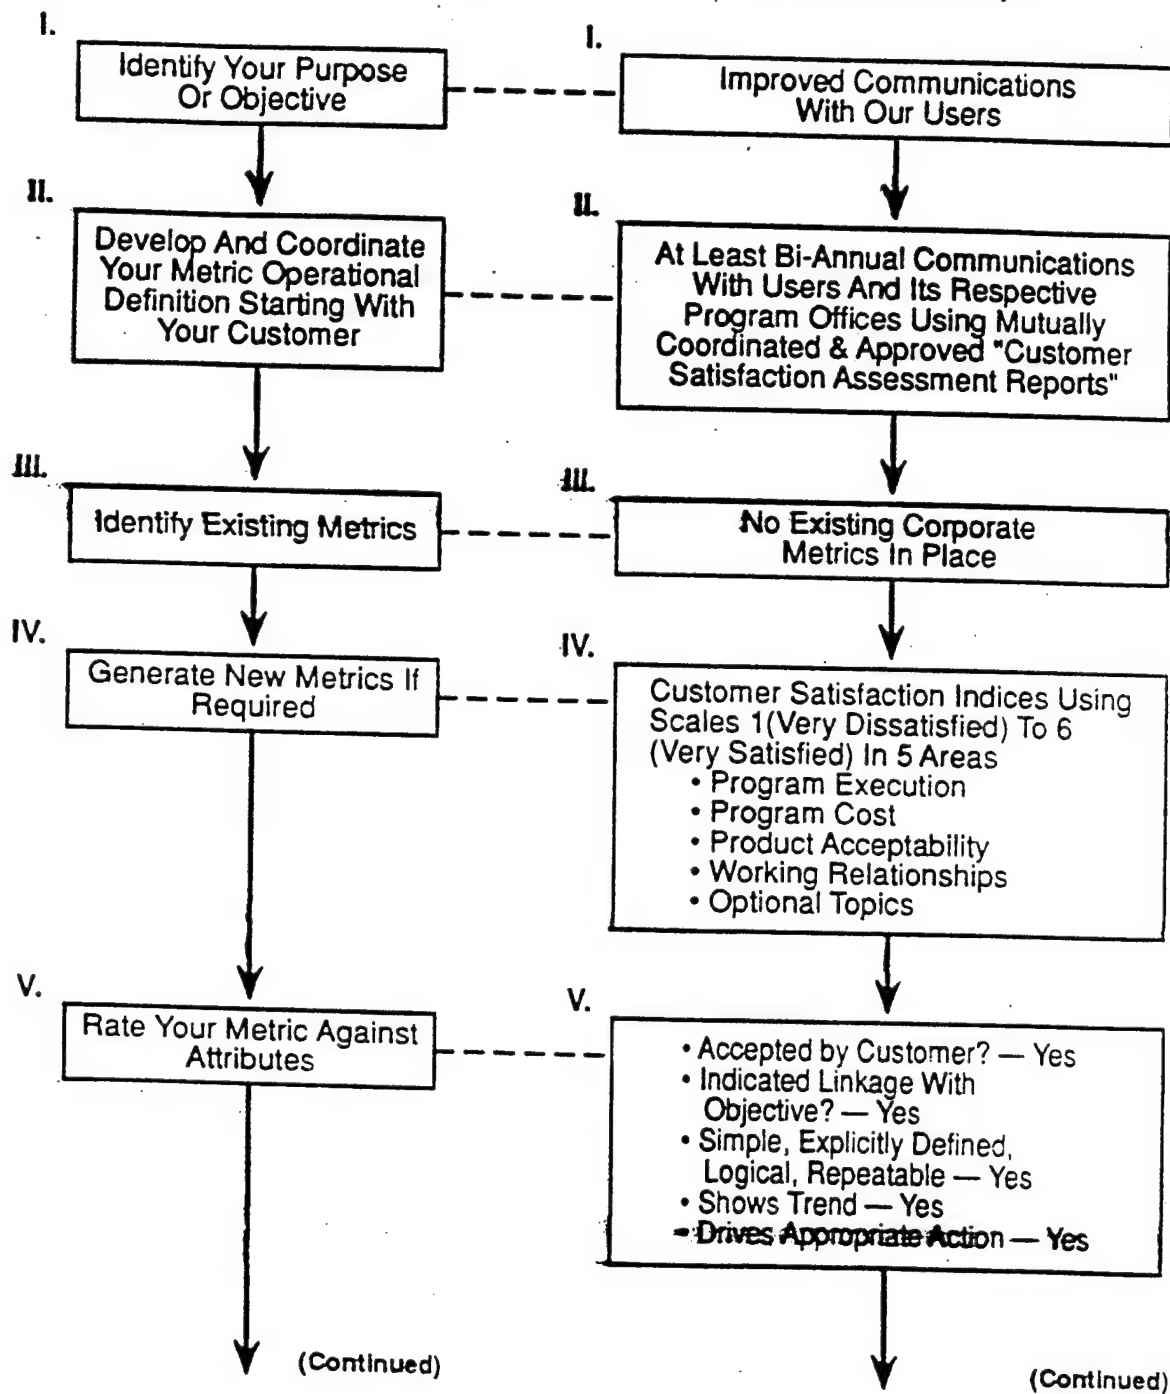 I.
Identify Your Purpose
Or Objective
I.
Improved Communications
With Our Users
II.
Develop And Coordinate
Your Metric Operational
Definition Starting With
Your Customer
II.
At Least Bi-Annual Communications
With Users And Its Respective
Program Offices Using Mutually
Coordinated & Approved "Customer
Satisfaction Assessment Reports"
III.
Identify Existing Metrics
III.
No Existing Corporate
Metrics In Place
IV.
Generate New Metrics If
Required
IV.
Customer Satisfaction Indices Using
Scales 1(Very Dissatisfied) To 6
(Very Satisfied) In 5 Areas
• Program Execution
• Program Cost
• Product Acceptability
• Working Relationships
• Optional Topics
V.
Rate Your Metric Against
Attributes
V.
• Accepted by Customer? — Yes
• Indicated Linkage With
Objective? — Yes
• Simple, Explicitly Defined,
Logical, Repeatable — Yes
• Shows Trend — Yes
- Drives Appropriate Action — Yes
(Continued)
(Continued)